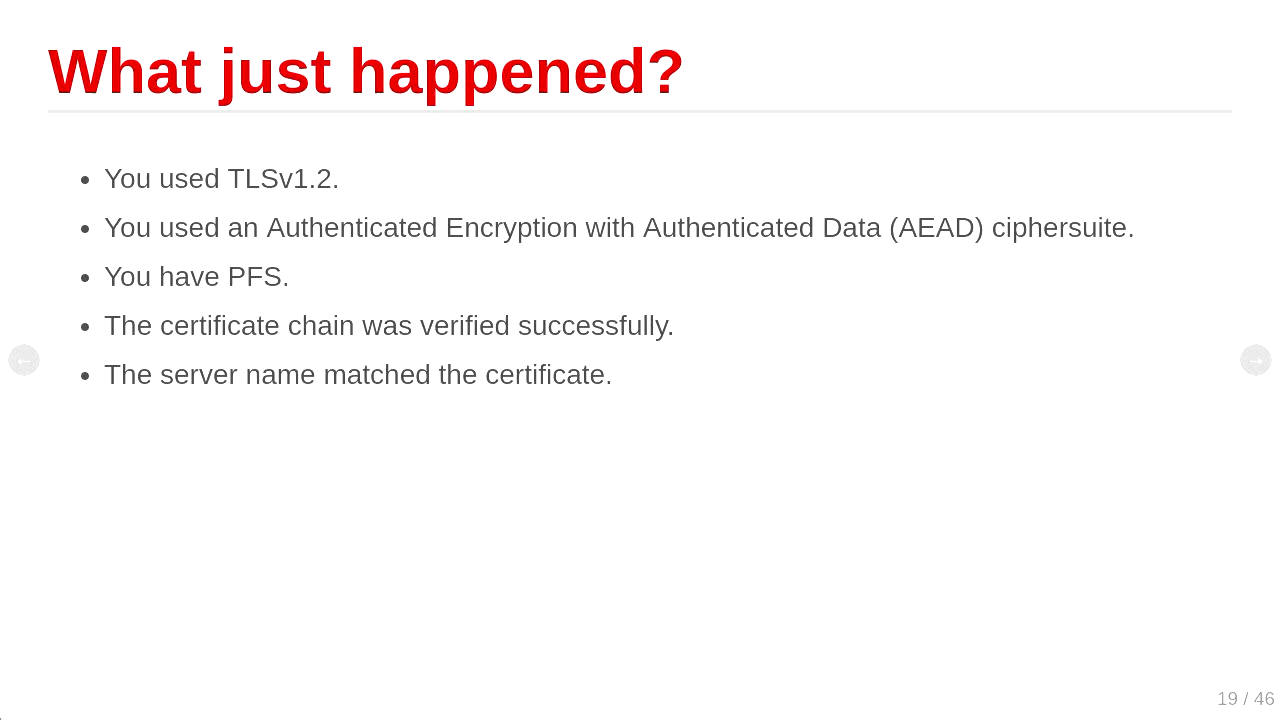 What just happened?
• You used TLSv1.2.
• You used an Authenticated Encryption with Authenticated Data (AEAD) ciphersuite.
• You have PFS.
• The certificate chain was verified successfully.
• The server name matched the certificate.
←
→
19 / 46